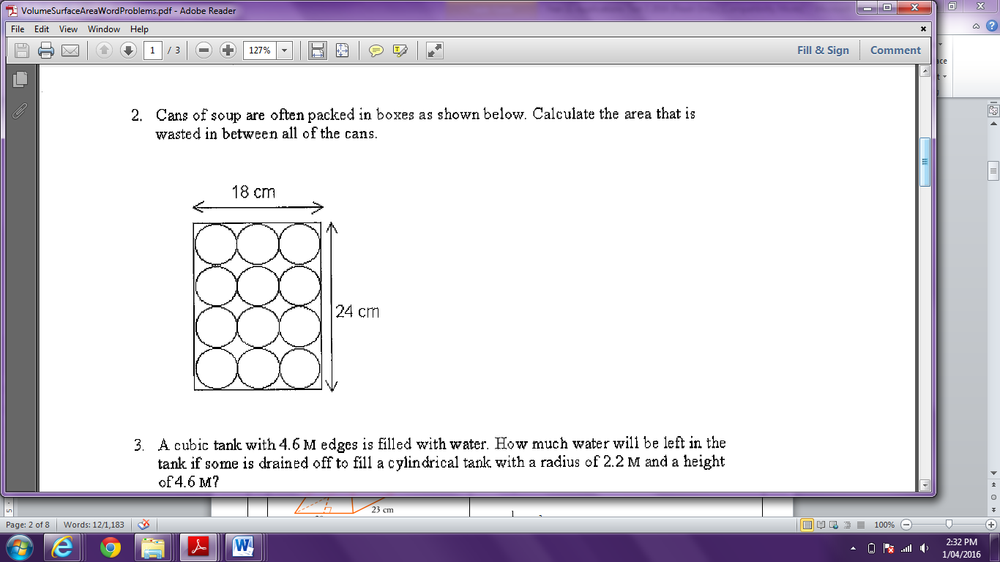 VolumeSurfaceAreaWordProblems.pdf - Adobe Reader
File Edit View Window Help
1 / 3 127% Fill & Sign Comment
2. Cans of soup are often packed in boxes as shown below. Calculate the area that is
wasted in between all of the cans.
18 cm
24 cm
3. A cubic tank with 4.6 M edges is filled with water. How much water will be left in the
tank if some is drained off to fill a cylindrical tank with a radius of 2.2 M and a height
of 4.6 M?
23 cm
Page: 2 of 8 Words: 12/1,183 100%
2:32 PM
1/04/2016